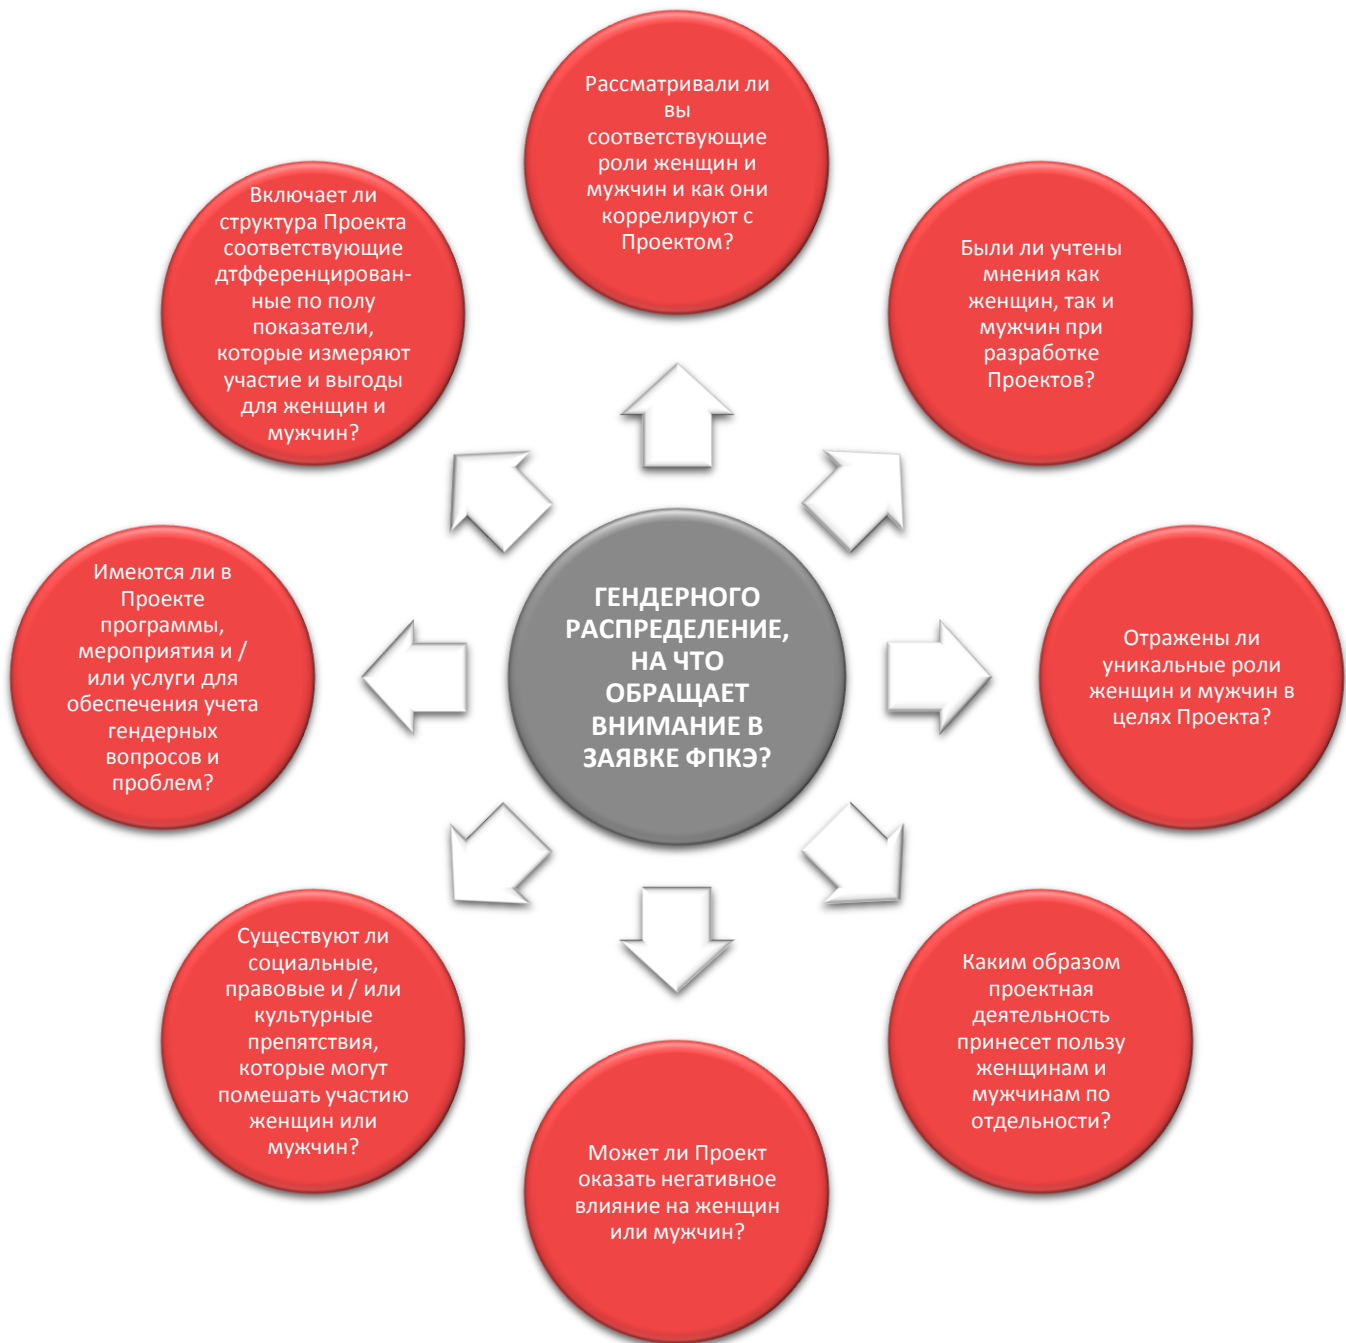 Рассматривали ли
вы
соответствующие
роли женщин и
мужчин и как они
коррелируют с
Проектом?
Были ли учтены
мнения как
женщин, так и
мужчин при
разработке
Проектов?
Отражены ли
уникальные роли
женщин и мужчин в
целях Проекта?
Каким образом
проектная
деятельность
принесет пользу
женщинам и
мужчинам по
отдельности?
Может ли Проект
оказать негативное
влияние на женщин
или мужчин?
Существуют ли
социальные,
правовые и / или
культурные
препятствия,
которые могут
помешать участию
женщин или
мужчин?
Имеются ли в
Проекте
программы,
мероприятия и /
или услуги для
обеспечения учета
гендерных
вопросов и
проблем?
Включает ли
структура Проекта
соответствующие
дтфференцирован-
ные по полу
показатели,
которые измеряют
участие и выгоды
для женщин и
мужчин?
ГЕНДЕРНОГО
РАСПРЕДЕЛЕНИЕ,
НА ЧТО
ОБРАЩАЕТ
ВНИМАНИЕ В
ЗАЯВКЕ ФПКЭ?